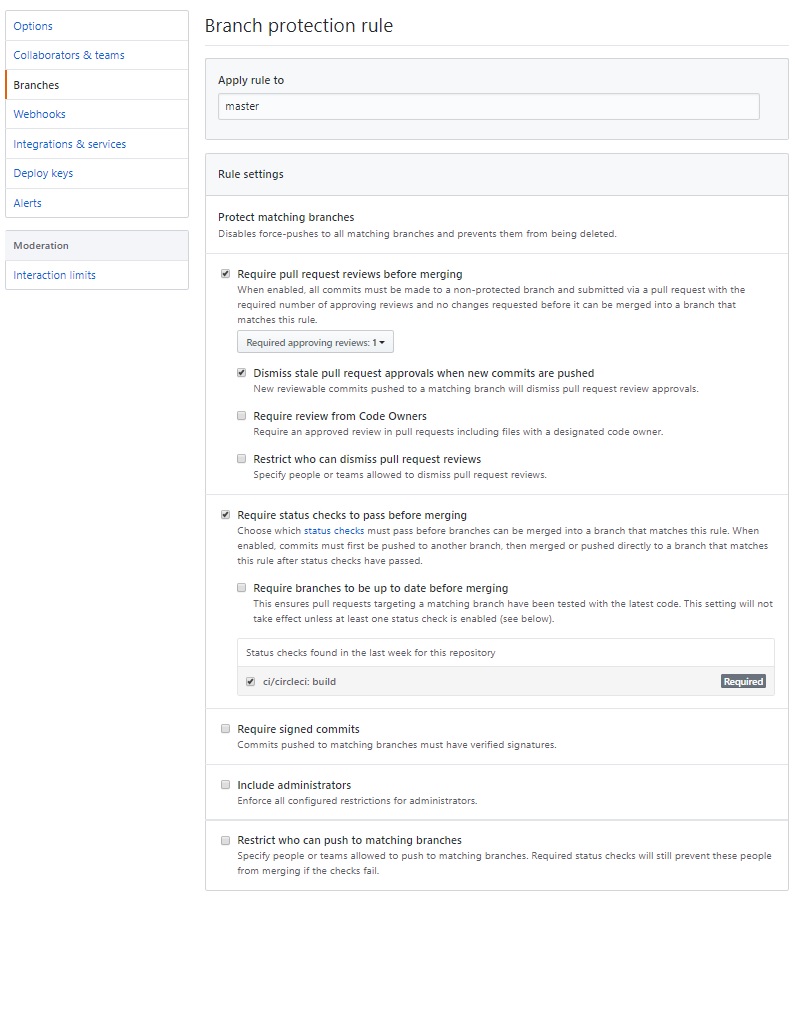 Options
Collaborators & teams
Branches
Webhooks
Integrations & services
Deploy keys
Alerts
Moderation
Interaction limits
Branch protection rule
Apply rule to
master
Rule settings
Protect matching branches
Disables force-pushes to all matching branches and prevents them from being deleted.
Require pull request reviews before merging
When enabled, all commits must be made to a non-protected branch and submitted via a pull request with the
required number of approving reviews and no changes requested before it can be merged into a branch that
matches this rule.
Required approving reviews: 1
Dismiss stale pull request approvals when new commits are pushed
New reviewable commits pushed to a matching branch will dismiss pull request review approvals.
Require review from Code Owners
Require an approved review in pull requests including files with a designated code owner.
Restrict who can dismiss pull request reviews
Specify people or teams allowed to dismiss pull request reviews.
Require status checks to pass before merging
Choose which status checks must pass before branches can be merged into a branch that matches this rule. When
enabled, commits must first be pushed to another branch, then merged or pushed directly to a branch that matches
this rule after status checks have passed.
Require branches to be up to date before merging
This ensures pull requests targeting a matching branch have been tested with the latest code. This setting will not
take effect unless at least one status check is enabled (see below).
Status checks found in the last week for this repository
ci/circleci: build Required
Require signed commits
Commits pushed to matching branches must have verified signatures.
Include administrators
Enforce all configured restrictions for administrators.
Restrict who can push to matching branches
Specify people or teams allowed to push to matching branches. Required status checks will still prevent these people
from merging if the checks fail.